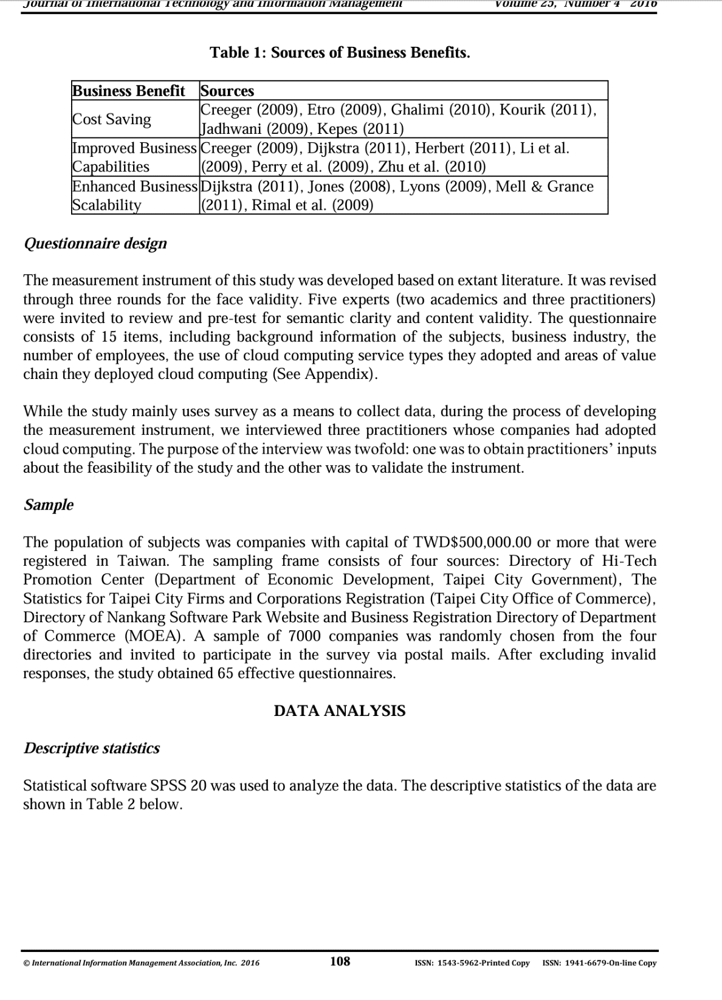 Journal of International Technology and Information Management Volume 25, Number 4 2016
Table 1: Sources of Business Benefits.
Business Benefit Sources
Cost Saving Creeger (2009), Etro (2009), Ghalimi (2010), Kourik (2011),
Jadhwani (2009), Kepes (2011)
Improved Business Creeger (2009), Dijkstra (2011), Herbert (2011), Li et al.
Capabilities (2009), Perry et al. (2009), Zhu et al. (2010)
Enhanced Business Dijkstra (2011), Jones (2008), Lyons (2009), Mell & Grance
Scalability (2011), Rimal et al. (2009)
Questionnaire design
The measurement instrument of this study was developed based on extant literature. It was revised
through three rounds for the face validity. Five experts (two academics and three practitioners)
were invited to review and pre-test for semantic clarity and content validity. The questionnaire
consists of 15 items, including background information of the subjects, business industry, the
number of employees, the use of cloud computing service types they adopted and areas of value
chain they deployed cloud computing (See Appendix).
While the study mainly uses survey as a means to collect data, during the process of developing
the measurement instrument, we interviewed three practitioners whose companies had adopted
cloud computing. The purpose of the interview was twofold: one was to obtain practitioners’ inputs
about the feasibility of the study and the other was to validate the instrument.
Sample
The population of subjects was companies with capital of TWD$500,000.00 or more that were
registered in Taiwan. The sampling frame consists of four sources: Directory of Hi-Tech
Promotion Center (Department of Economic Development, Taipei City Government), The
Statistics for Taipei City Firms and Corporations Registration (Taipei City Office of Commerce),
Directory of Nankang Software Park Website and Business Registration Directory of Department
of Commerce (MOEA). A sample of 7000 companies was randomly chosen from the four
directories and invited to participate in the survey via postal mails. After excluding invalid
responses, the study obtained 65 effective questionnaires.
DATA ANALYSIS
Descriptive statistics
Statistical software SPSS 20 was used to analyze the data. The descriptive statistics of the data are
shown in Table 2 below.
© International Information Management Association, Inc. 2016 108 ISSN: 1543-5962-Printed Copy ISSN: 1941-6679-On-line Copy